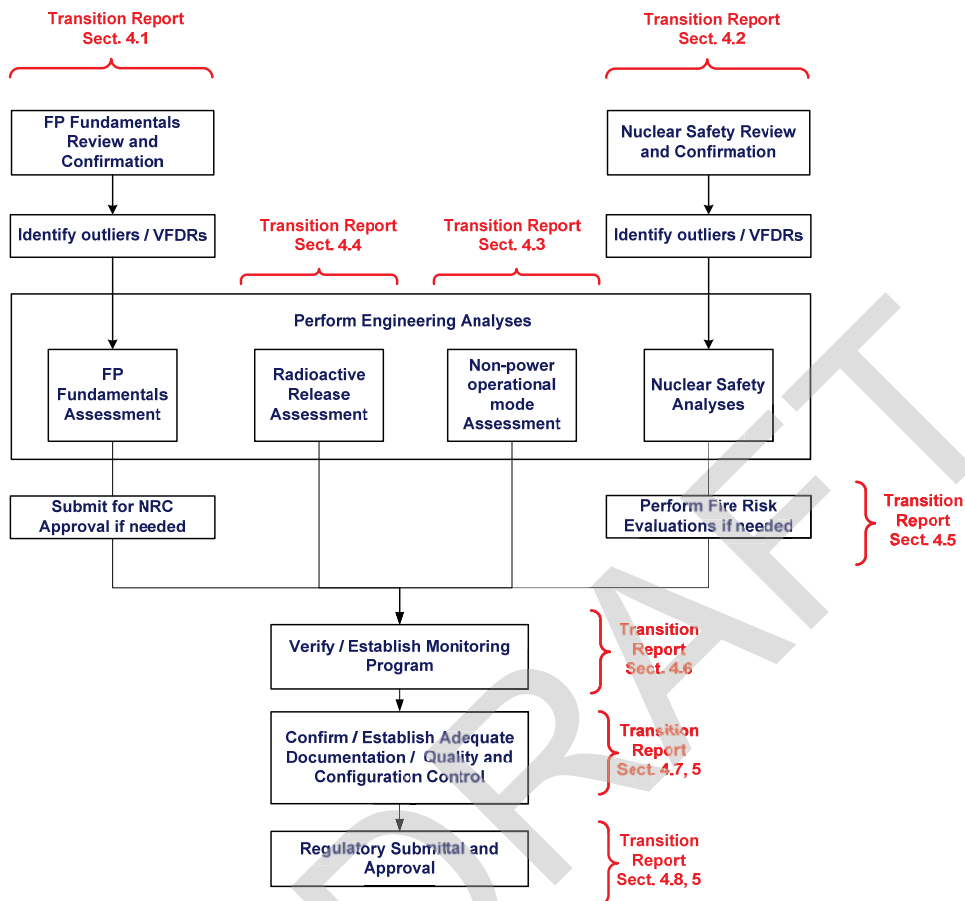 Transition Report
Sect. 4.1
Transition Report
Sect. 4.2
FP Fundamentals
Review and
Confirmation
Nuclear Safety Review
and Confirmation
Identify outliers / VFDRs
Transition Report
Sect. 4.4
Transition Report
Sect. 4.3
Identify outliers / VFDRs
Perform Engineering Analyses
FP
Fundamentals
Assessment
Radioactive
Release
Assessment
Non-power
operational
mode
Assessment
Nuclear Safety
Analyses
Submit for NRC
Approval if needed
Perform Fire Risk
Evaluations if needed
Transition
Report
Sect. 4.5
Verify / Establish Monitoring
Program
Transition
Report
Sect. 4.6
Confirm / Establish Adequate
Documentation / Quality and
Configuration Control
Transition
Report
Sect. 4.7, 5
Regulatory Submittal and
Approval
Transition
Report
Sect. 4.8, 5
DRAFT